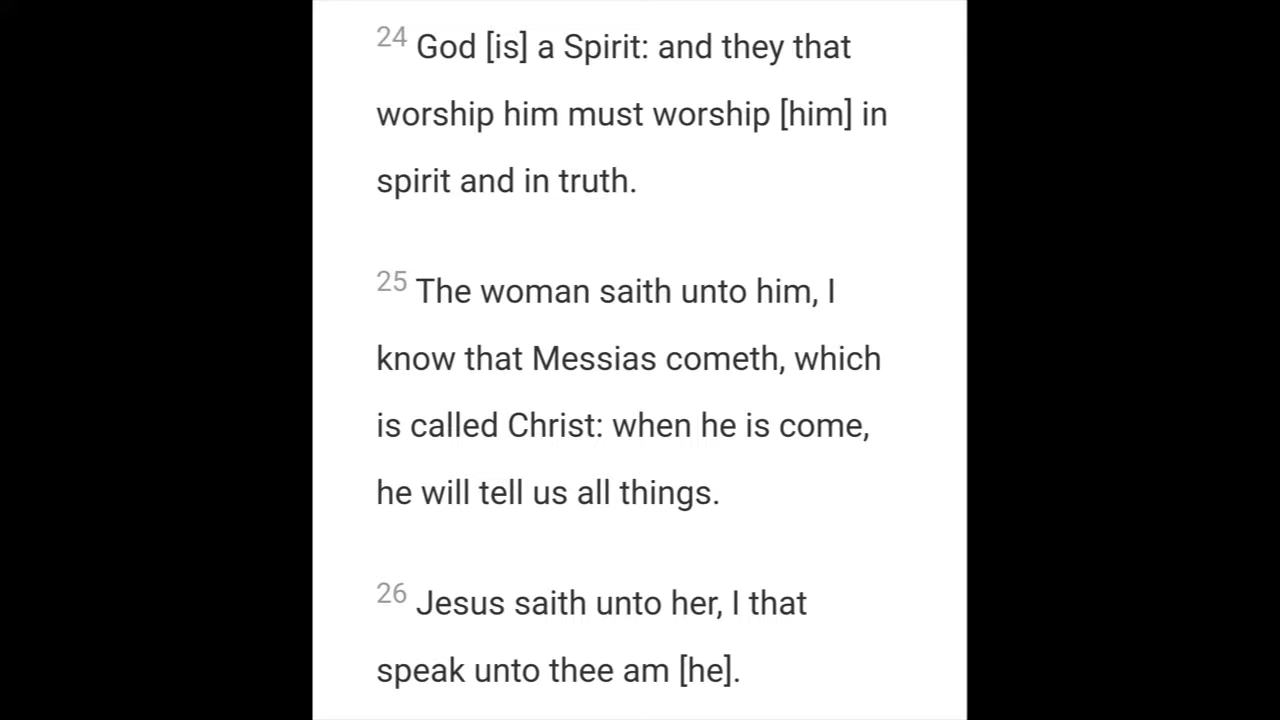 24 God [is] a Spirit: and they that
worship him must worship [him] in
spirit and in truth.
25 The woman saith unto him, I
know that Messias cometh, which
is called Christ: when he is come,
he will tell us all things.
26 Jesus saith unto her, I that
speak unto thee am [he].